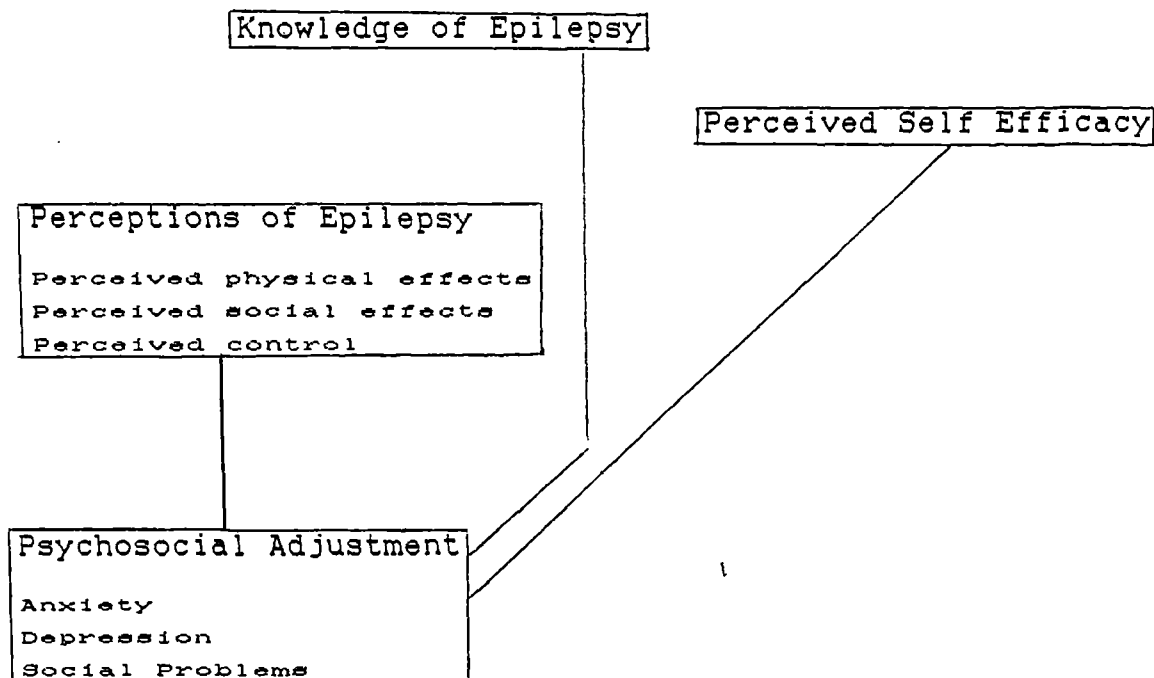 Knowledge of Epilepsy
Perceived Self Efficacy
Perceptions of Epilepsy
Perceived physical effects
Perceived social effects
Perceived control
Psychosocial Adjustment
Anxiety
Depression
Social Problems